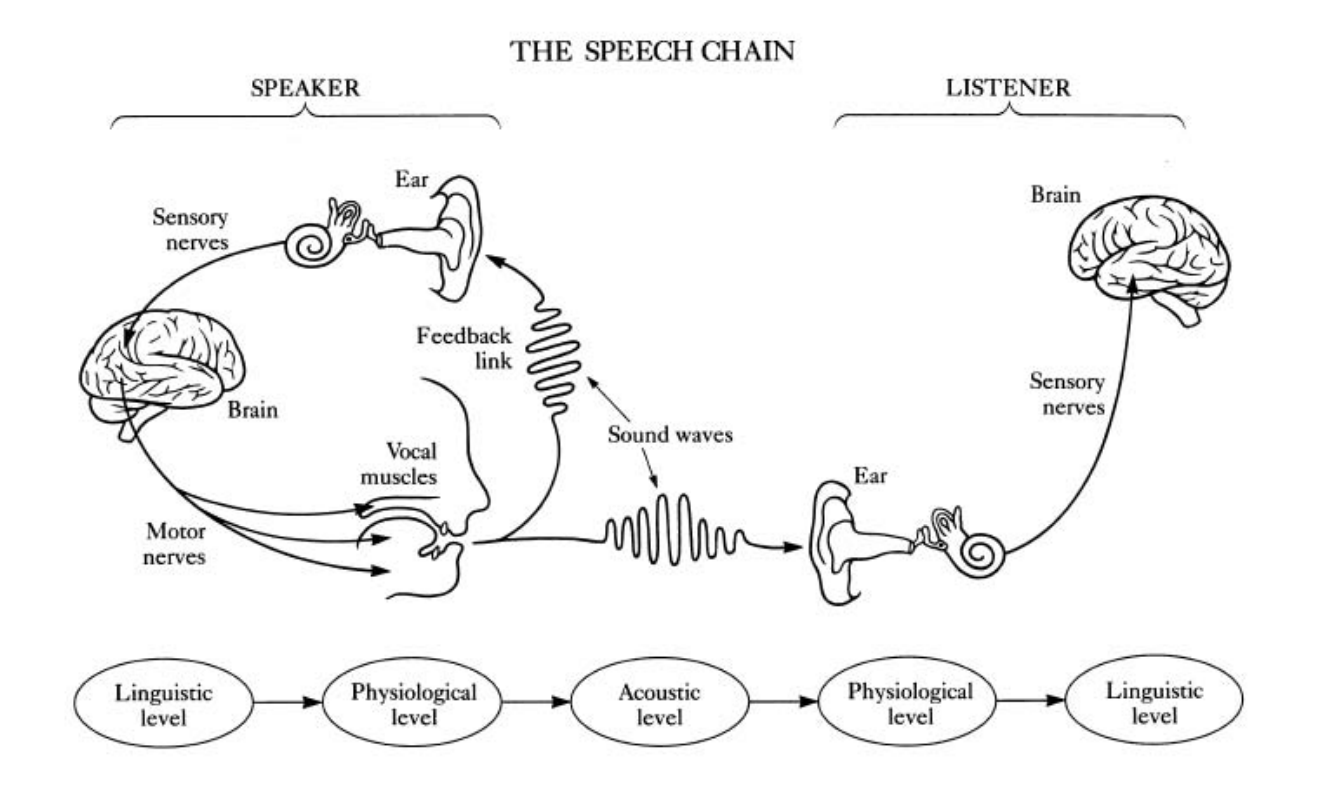 THE SPEECH CHAIN
SPEAKER
LISTENER
Ear
Sensory
nerves
Brain
Feedback
link
Brain
Sound waves
Vocal
muscles
Motor
nerves
Sensory
nerves
Ear
Linguistic
level
Physiological
level
Acoustic
level
Physiological
level
Linguistic
level